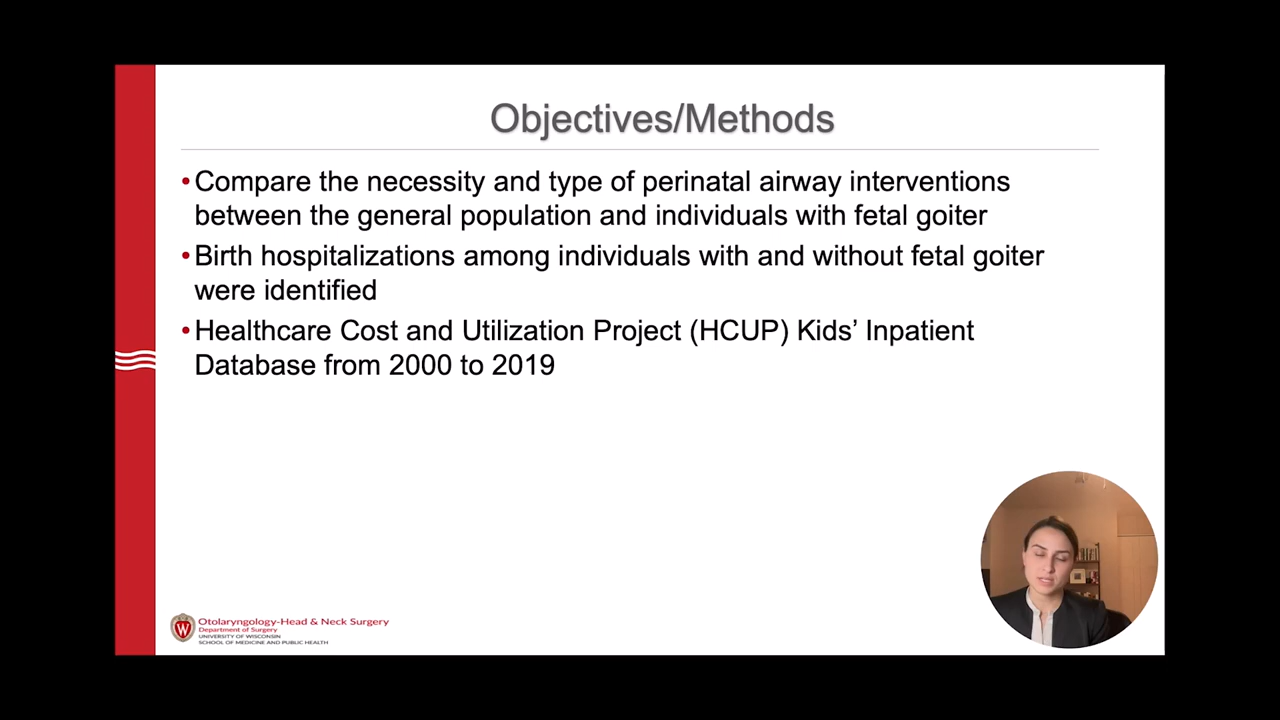 Objectives/Methods
•Compare the necessity and type of perinatal airway interventions
between the general population and individuals with fetal goiter
•Birth hospitalizations among individuals with and without fetal goiter
were identified
•Healthcare Cost and Utilization Project (HCUP) Kids’ Inpatient
Database from 2000 to 2019
W
Otolaryngology-Head & Neck Surgery
Department of Surgery
UNIVERSITY OF WISCONSIN
SCHOOL OF MEDICINE AND PUBLIC HEALTH